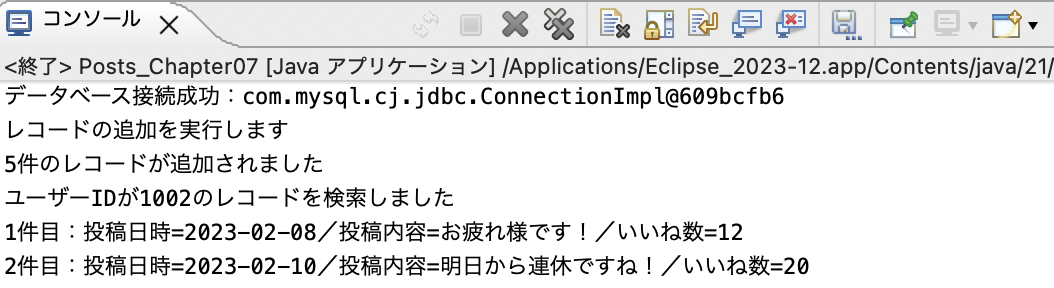 コンソール
<終了> Posts_Chapter07 [Java アプリケーション] /Applications/Eclipse_2023-12.app/Contents/java/21/
データベース接続成功：com.mysql.cj.jdbc.ConnectionImpl@609bcfb6
レコードの追加を実行します
5件のレコードが追加されました
ユーザーIDが1002のレコードを検索しました
1件目：投稿日時=2023-02-08／投稿内容=お疲れ様です！／いいね数=12
2件目：投稿日時=2023-02-10／投稿内容=明日から連休ですね！／いいね数=20